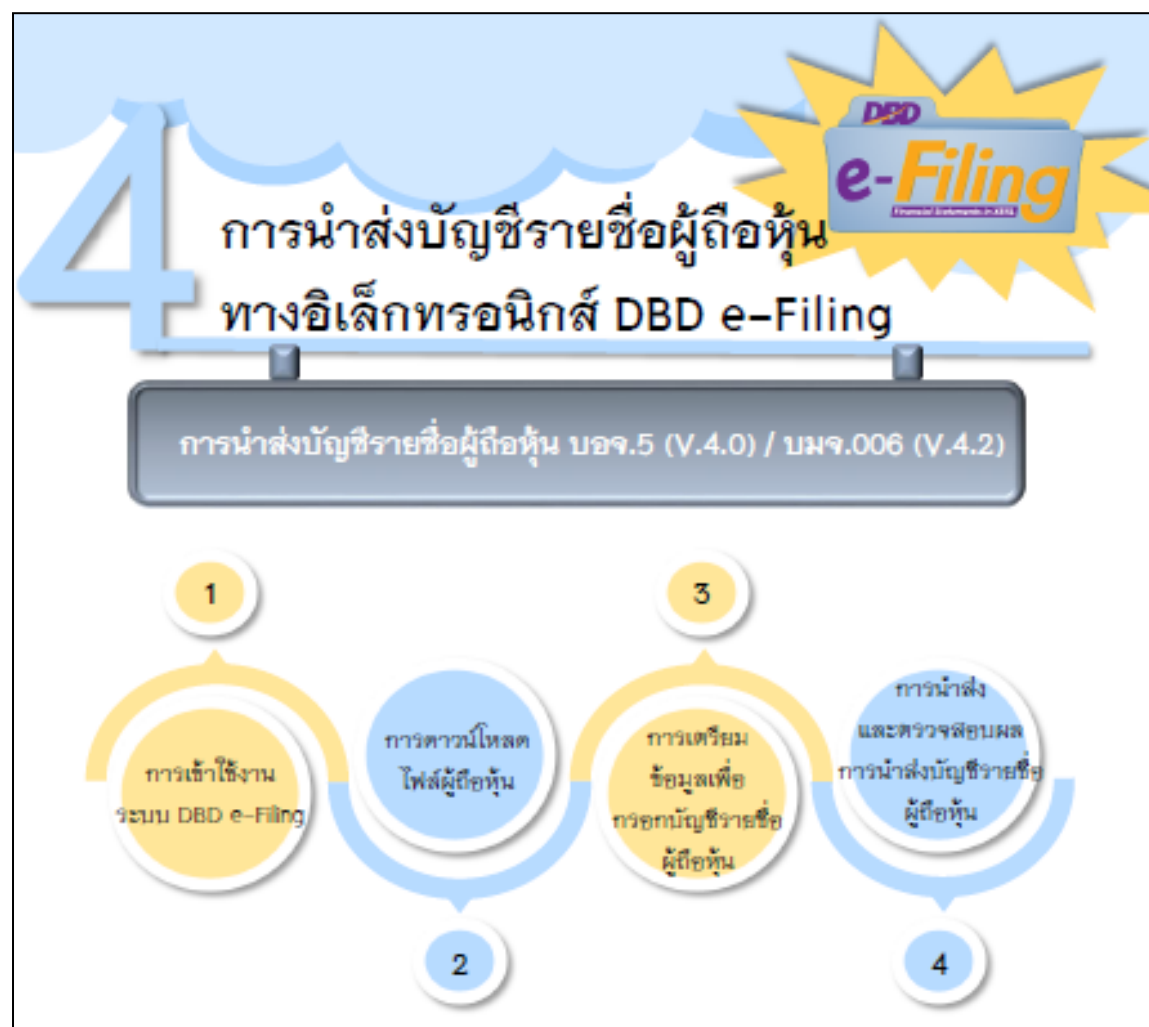 4
DBD
e-Filing
Financial Statements in XBRL
การนำส่งบัญชีรายชื่อผู้ถือหุ้น
ทางอิเล็กทรอนิกส์ DBD e-Filing
การนำส่งบัญชีรายชื่อผู้ถือหุ้น บอจ.5 (V.4.0) / บมจ.006 (V.4.2)
1
การเข้าใช้งาน
ระบบ DBD e-Filing
การดาวน์โหลด
ไฟล์ผู้ถือหุ้น
2
3
การเตรียม
ข้อมูลเพื่อ
กรอกบัญชีรายชื่อ
ผู้ถือหุ้น
การนำส่ง
และตรวจสอบผล
การนำส่งบัญชีรายชื่อ
ผู้ถือหุ้น
4